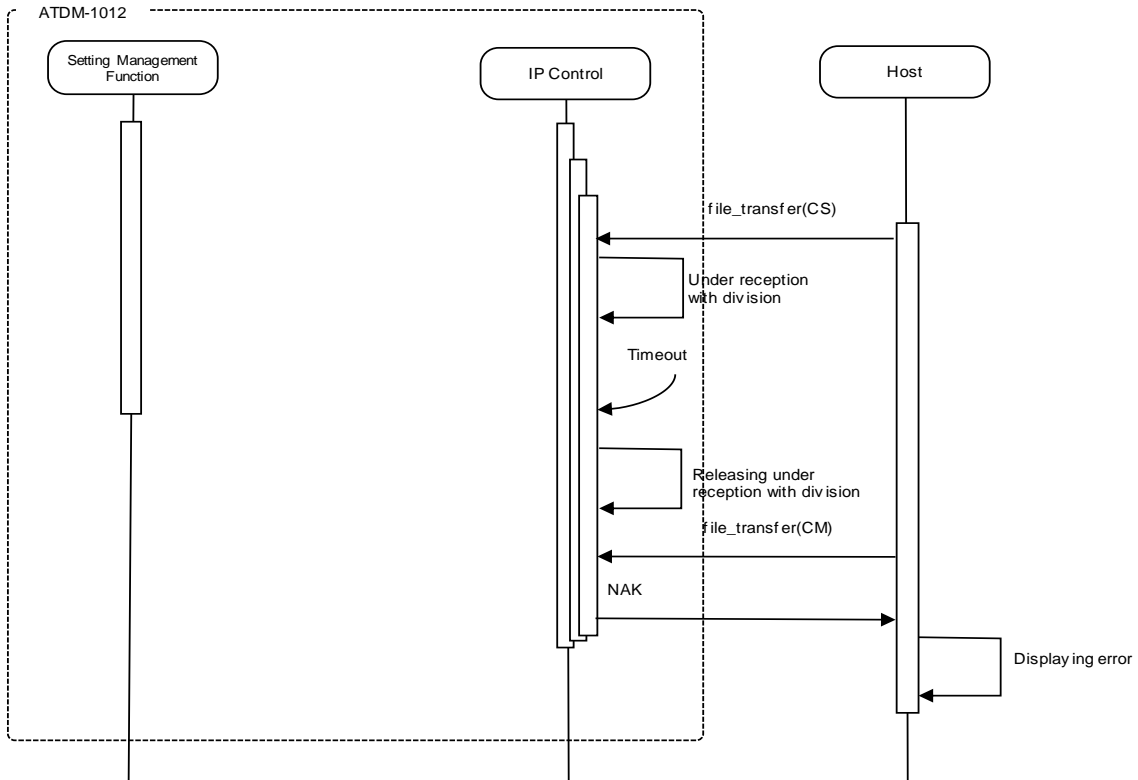 ATDM-1012
Setting Management
Function
IP Control
Host
file_transfer(CS)
Under reception
with division
Timeout
Releasing under
reception with division
file_transfer(CM)
NAK
Displaying error